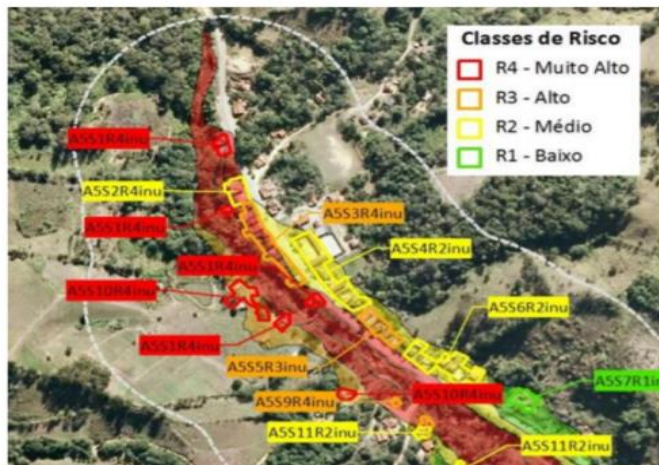 Classes de Risco
R4 - Muito Alto
R3 - Alto
R2 - Médio
R1 - Baixo
A5S1R4inu
A5S2R4inu
A5S1R4inu
A5S3R4inu
A5S4R2inu
A5S1R4inu
A5S10R4inu
A5S6R2inu
A5S1R4inu
A5S5R3inu
A5S7R1in
A5S9R4inu
A5S10R4inu
A5S11R2inu
A5S11R2inu